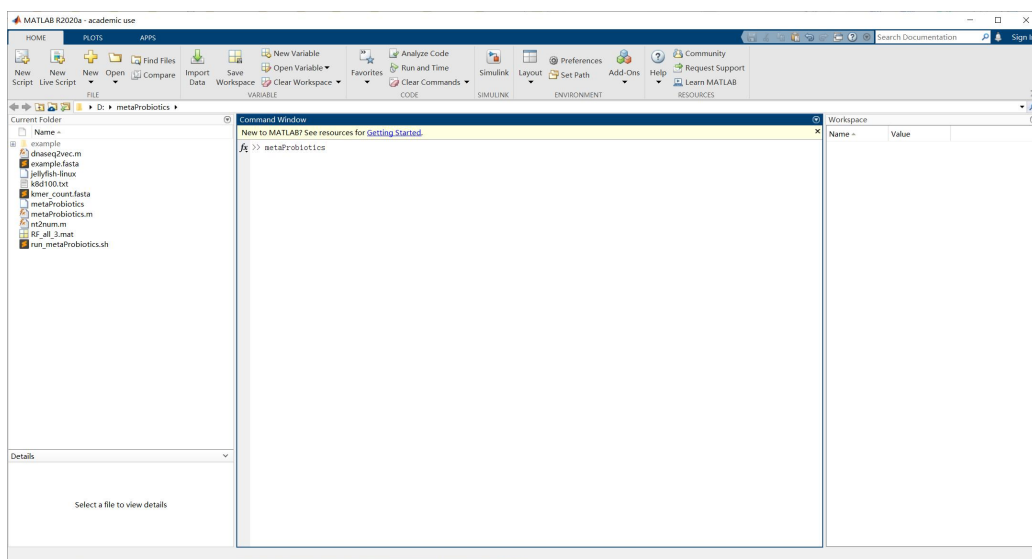 MATLAB R2020a - academic use
HOME PLOTS APPS Search Documentation Sign In
New Script New Live Script New Open Find Files Compare Import Data Save Workspace New Variable Open Variable Clear Workspace Favorites Analyze Code Run and Time Clear Commands Simulink Layout Preferences Set Path Add-Ons Help Community Request Support Learn MATLAB
FILE VARIABLE CODE SIMULINK ENVIRONMENT RESOURCES
D: metaProbiotics
Current Folder
Name
example
dnaseq2vec.m
example.fasta
jellyfish-linux
k8d100.txt
kmer_count.fasta
metaProbiotics
metaProbiotics.m
nt2num.m
RF_all_3.mat
run_metaProbiotics.sh
Details
Select a file to view details
Command Window
New to MATLAB? See resources for Getting Started.
fx >> metaProbiotics
Workspace
Name Value